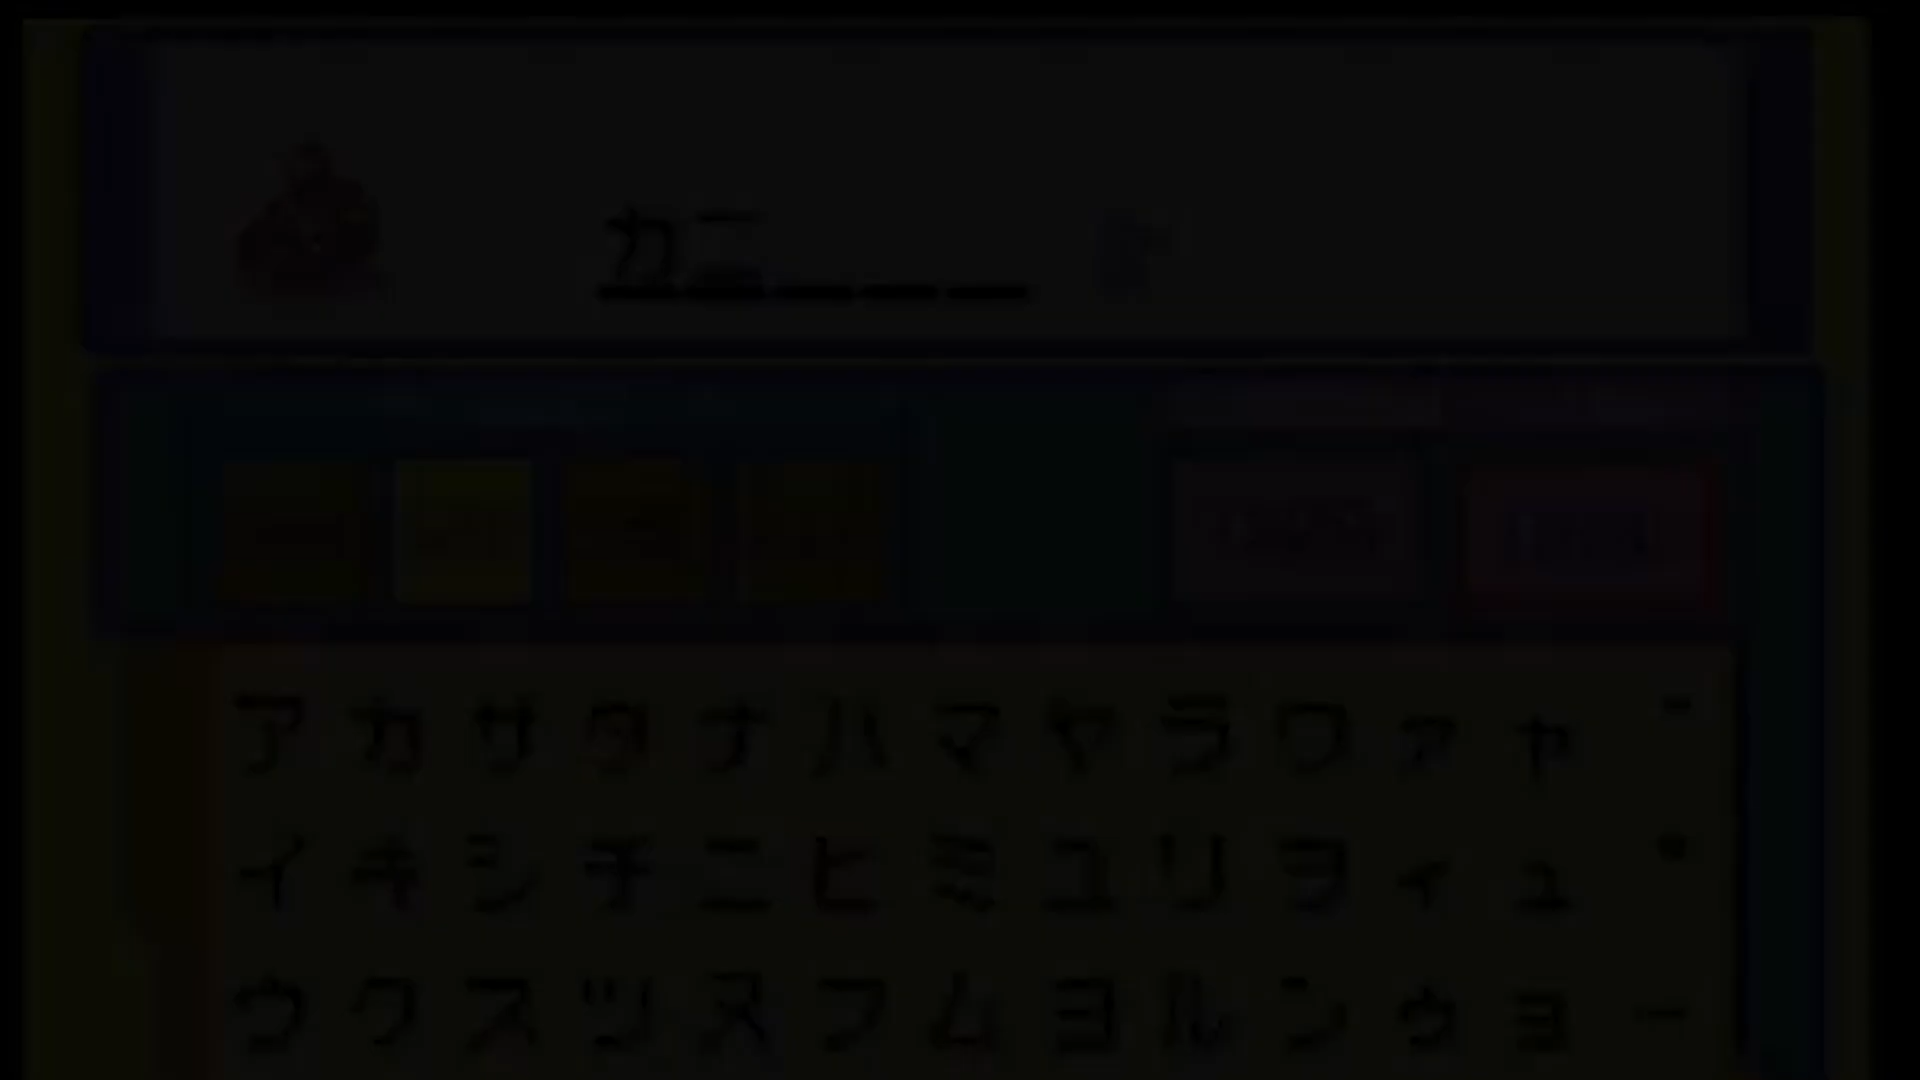 カニ
ア カ サ タ ナ ハ マ ヤ ラ ワ ァ ャ ゛
イ キ シ チ ニ ヒ ミ ユ リ ヲ ィ ュ ゜
ウ ク ス ツ ヌ フ ム ヨ ル ン ゥ ョ ー